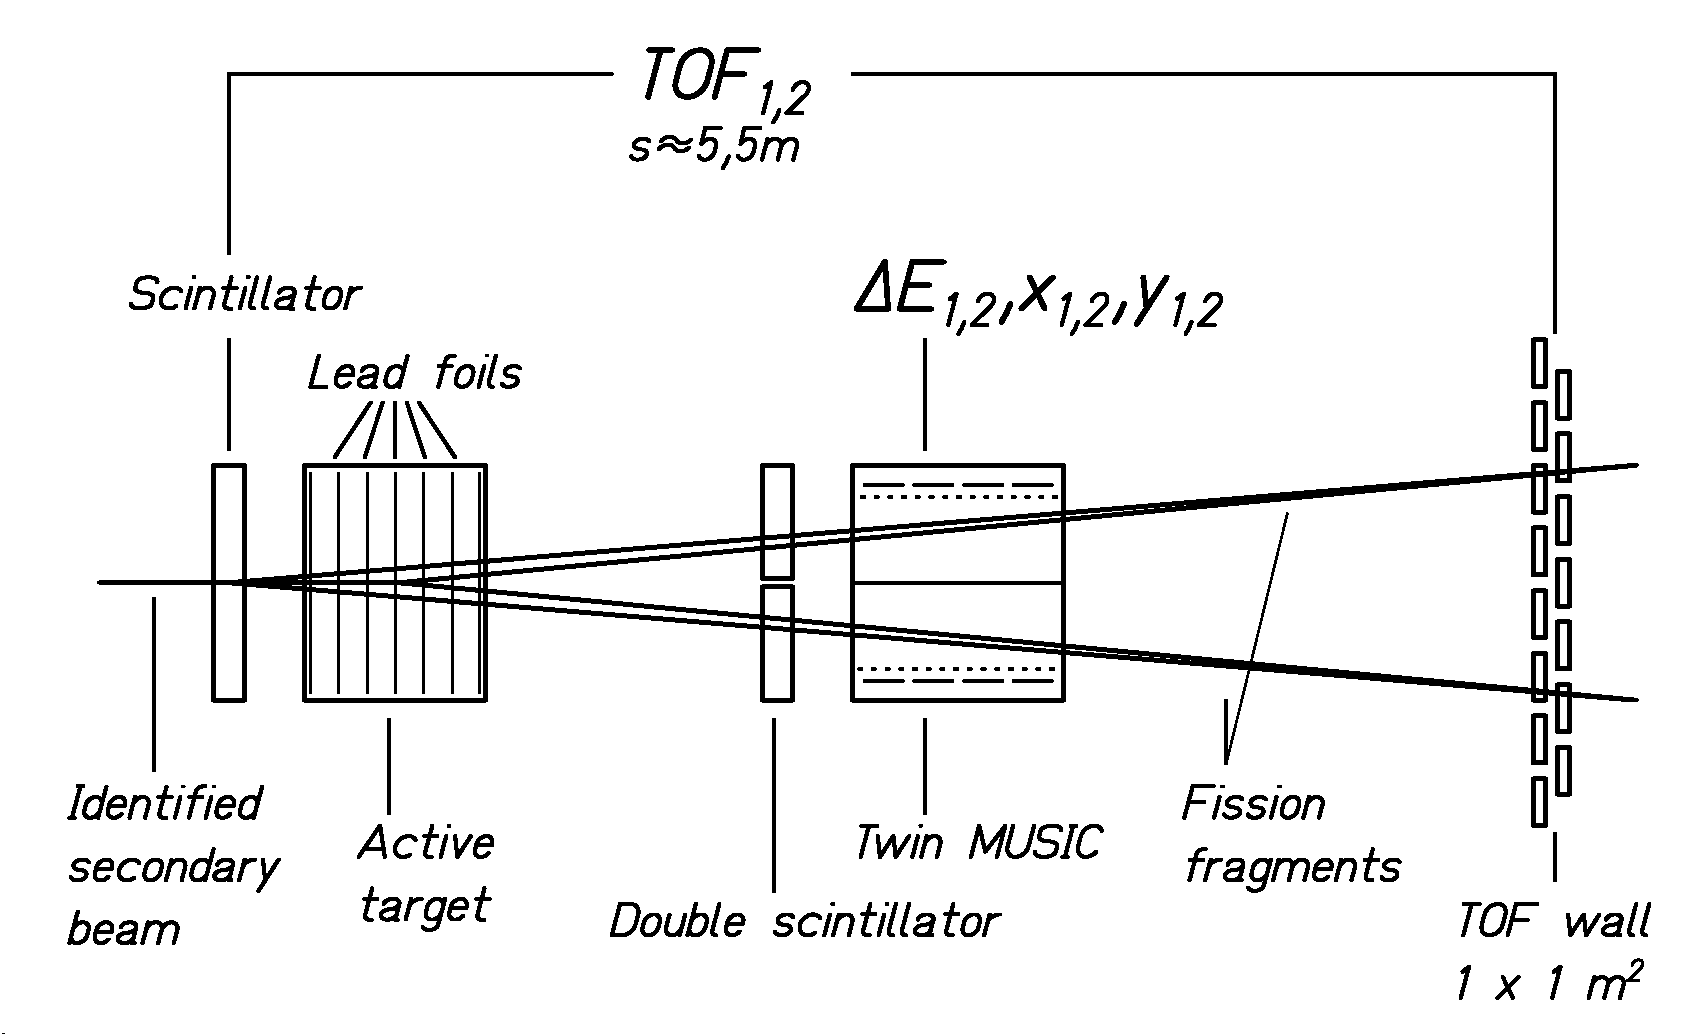 TOF1,2
s≈5,5m
Scintillator
ΔE1,2,x1,2,y1,2
Lead foils
Identified
secondary
beam
Active
target
Double scintillator
Twin MUSIC
Fission
fragments
TOF wall
1 x 1 m²